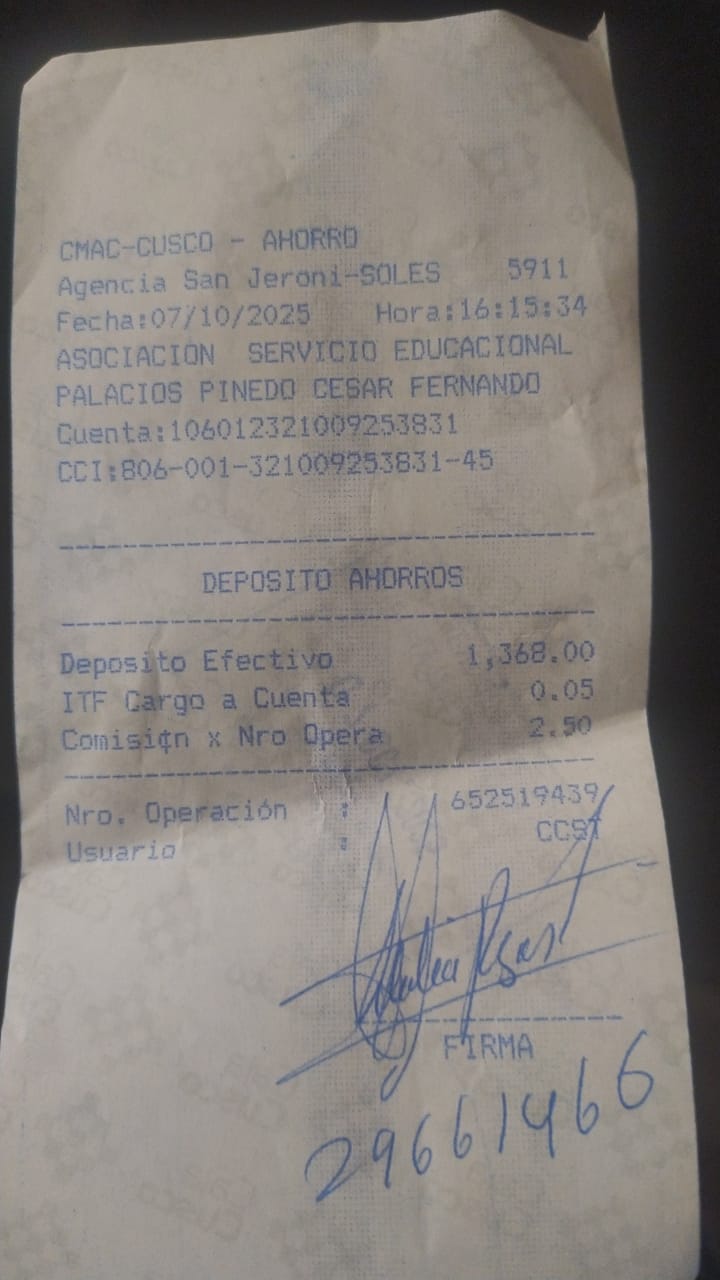 CMAC-CUSCO - AHORRO
Agencia San Jeroni-SOLES 5911
Fecha:07/10/2025 Hora:16:15:34
ASOCIACION SERVICIO EDUCACIONAL
PALACIOS PINEDO CESAR FERNANDO
Cuenta:106012321009253831
CCI:806-001-321009253831-45
DEPOSITO AHORROS
Deposito Efectivo 1,368.00
ITF Cargo a Cuenta 0.05
Comisi¢n x Nro Opera 2.50
Nro. Operación : 652519439
Usuario : CCST
FIRMA
29661466